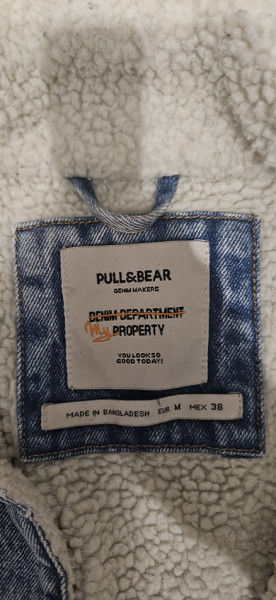 PULL&BEAR
DENIM MAKERS
DENIM DEPARTMENT
My PROPERTY
YOU LOOK SO
GOOD TODAY!
MADE IN BANGLADESH EUR M MEX 38